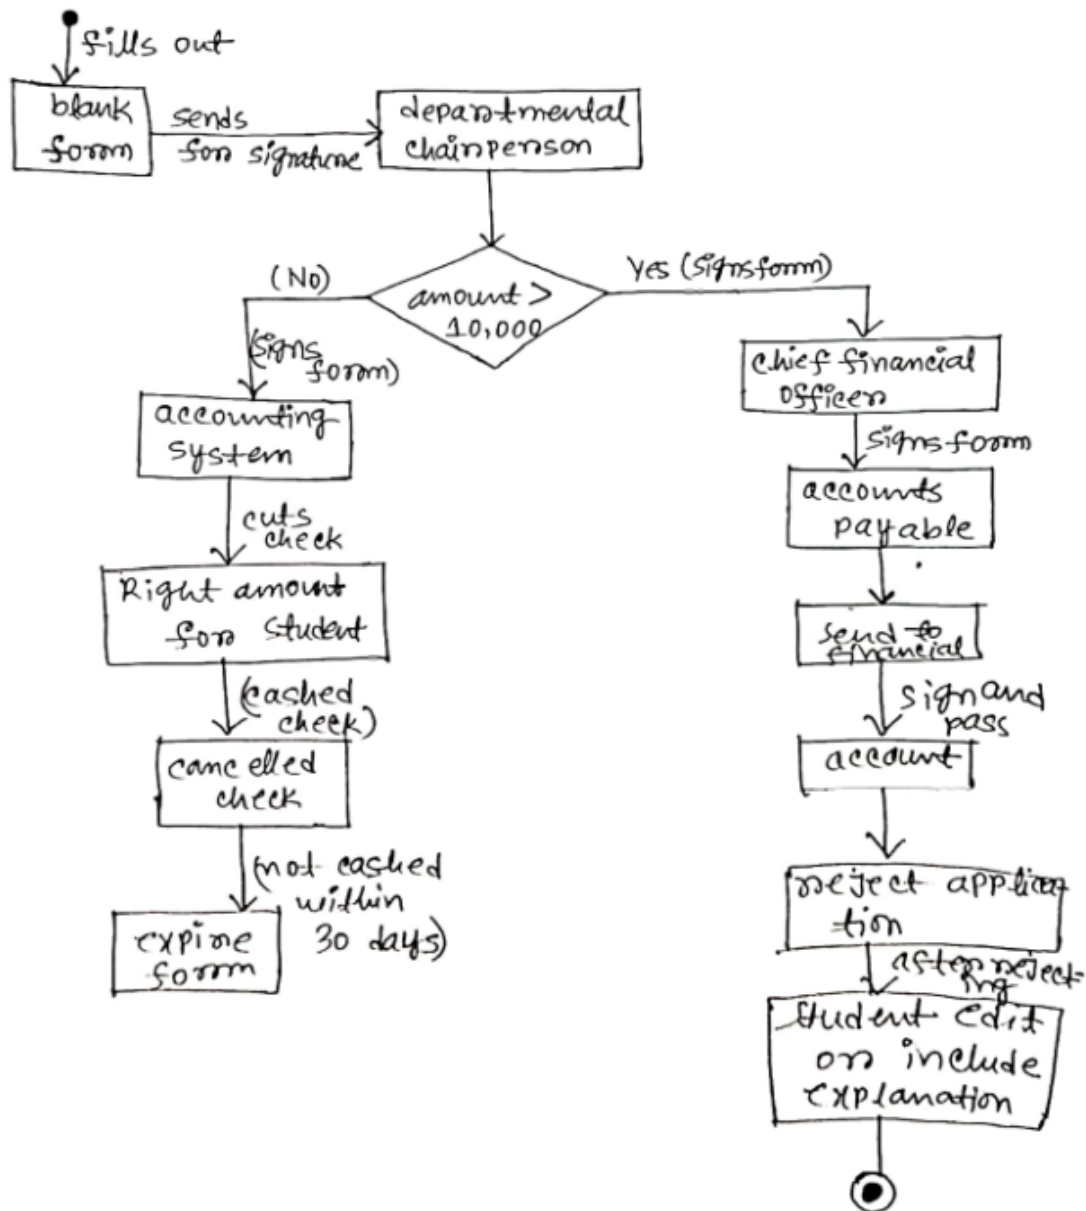 fills out
blank
form
sends
for signature
departmental
chairperson
amount >
10,000
(No)
(signs
form)
accounting
system
cuts
check
Right amount
for student
(cashed
check)
cancelled
check
(not cashed
within
30 days)
expire
form
Yes (signs form)
chief financial
officer
signs form
accounts
payable
send to
financial
sign and
pass
account
reject applica-
tion
after reject-
ing
student edit
or include
explanation